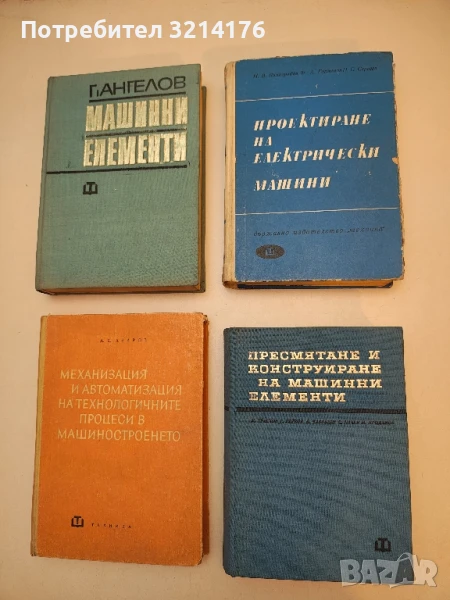 Потребител 3214176
Г. АНГЕЛОВ
МАШИННИ
ЕЛЕМЕНТИ
ПРОЕКТИРАНЕ
НА
ЕЛЕКТРИЧЕСКИ
МАШИНИ
МЕХАНИЗАЦИЯ
И АВТОМАТИЗАЦИЯ
НА ТЕХНОЛОГИЧНИТЕ
ПРОЦЕСИ В
МАШИНОСТРОЕНЕТО
ТЕХНИКА
ПРЕСМЯТАНЕ И
КОНСТРУИРАНЕ
НА МАШИННИ
ЕЛЕМЕНТИ
BAZAR